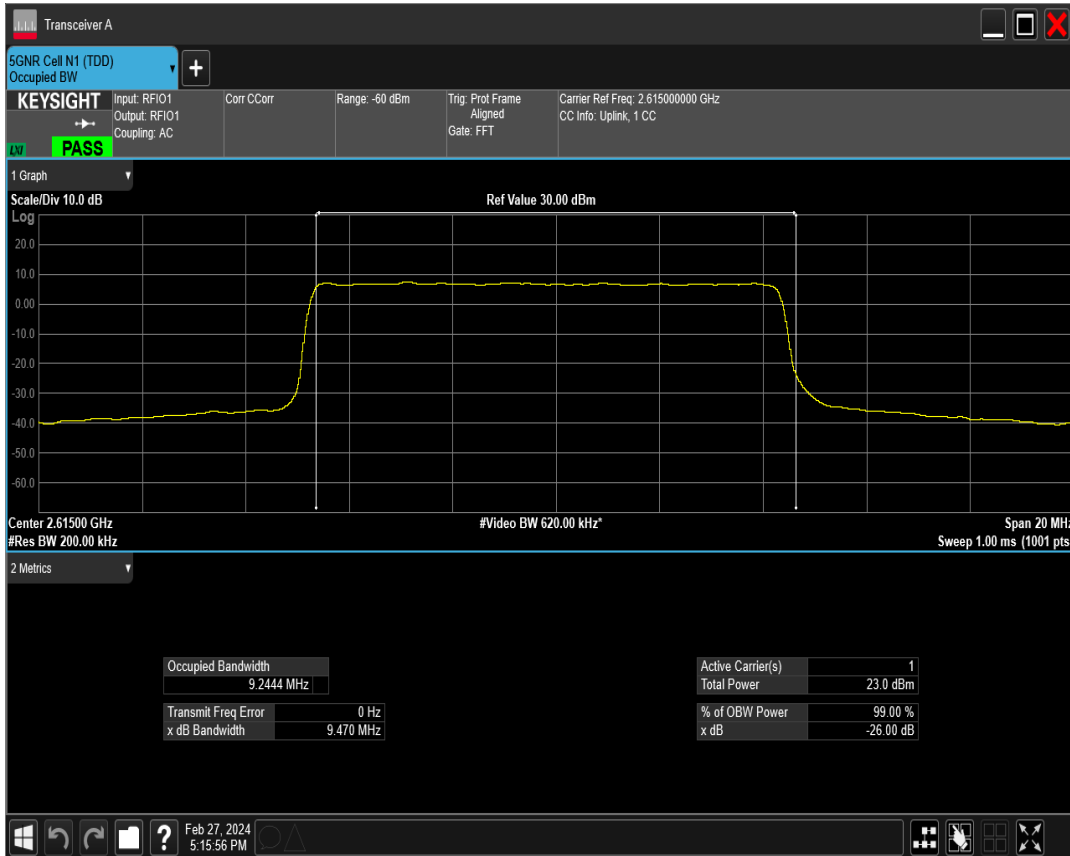 Transceiver A
5GNR Cell N1 (TDD)
Occupied BW
+
KEYSIGHT
LXI
PASS
Input: RFIO1
Output: RFIO1
Coupling: AC
Corr CCorr
Range: -60 dBm
Trig: Prot Frame
Aligned
Gate: FFT
Carrier Ref Freq: 2.615000000 GHz
CC Info: Uplink, 1 CC
1 Graph
Scale/Div 10.0 dB
Ref Value 30.00 dBm
Log
20.0
10.0
0.00
-10.0
-20.0
-30.0
-40.0
-50.0
-60.0
Center 2.61500 GHz
#Video BW 620.00 kHz*
Span 20 MHz
#Res BW 200.00 kHz
Sweep 1.00 ms (1001 pts
2 Metrics
Occupied Bandwidth
9.2444 MHz
Transmit Freq Error 0 Hz
x dB Bandwidth 9.470 MHz
Active Carrier(s) 1
Total Power 23.0 dBm
% of OBW Power 99.00 %
x dB -26.00 dB
?
Feb 27, 2024
5:15:56 PM